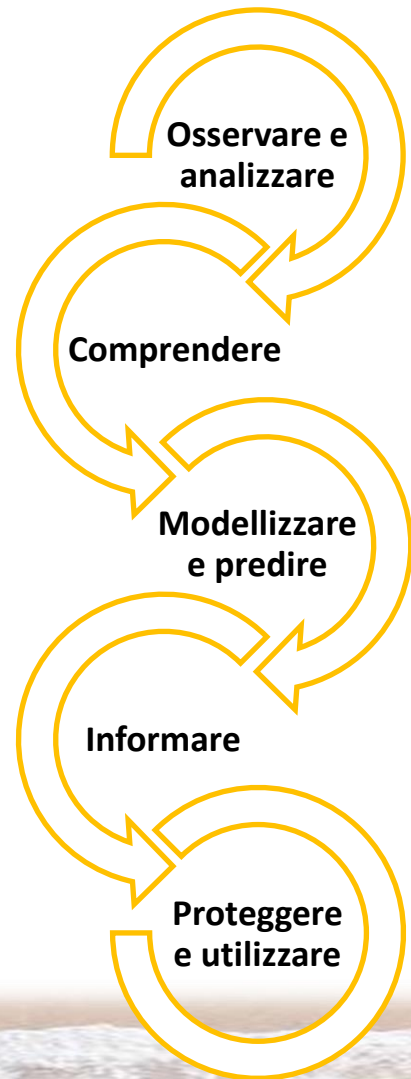 Osservare e
analizzare
Comprendere
Modellizzare
e predire
Informare
Proteggere
e utilizzare